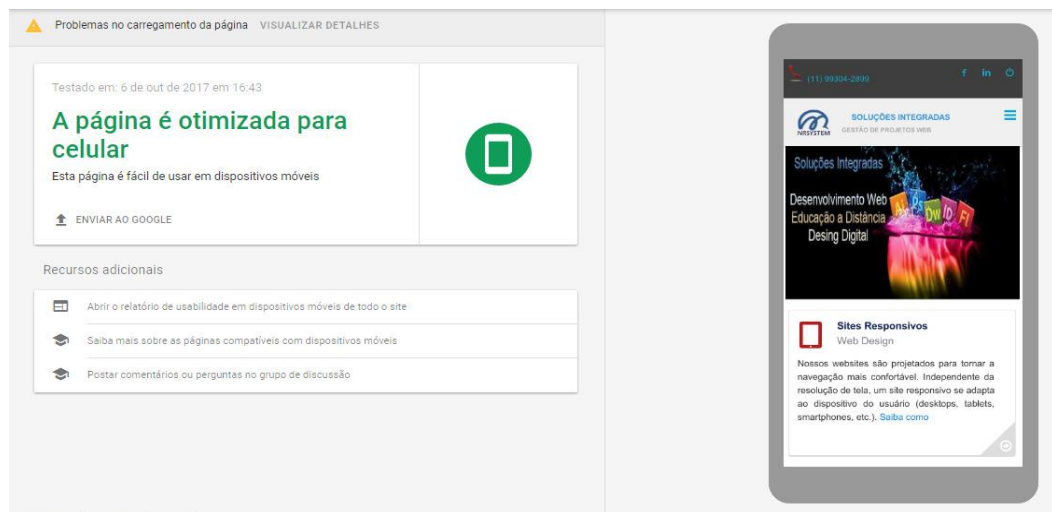 Problemas no carregamento da página VISUALIZAR DETALHES
Testado em: 6 de out de 2017 em 16:43
A página é otimizada para
celular
Esta página é fácil de usar em dispositivos móveis
ENVIAR AO GOOGLE
Recursos adicionais
Abrir o relatório de usabilidade em dispositivos móveis de todo o site
Saiba mais sobre as páginas compatíveis com dispositivos móveis
Postar comentários ou perguntas no grupo de discussão
(11) 99304-2899
f in
NRSYSTEM
SOLUÇÕES INTEGRADAS
GESTÃO DE PROJETOS WEB
Soluções Integradas
Desenvolvimento Web
Educação a Distância
Desing Digital
Ps Dw ID Fl
Sites Responsivos
Web Design
Nossos websites são projetados para tornar a
navegação mais confortável. Independente da
resolução de tela, um site responsivo se adapta
ao dispositivo do usuário (desktops, tablets,
smartphones, etc.). Saiba como